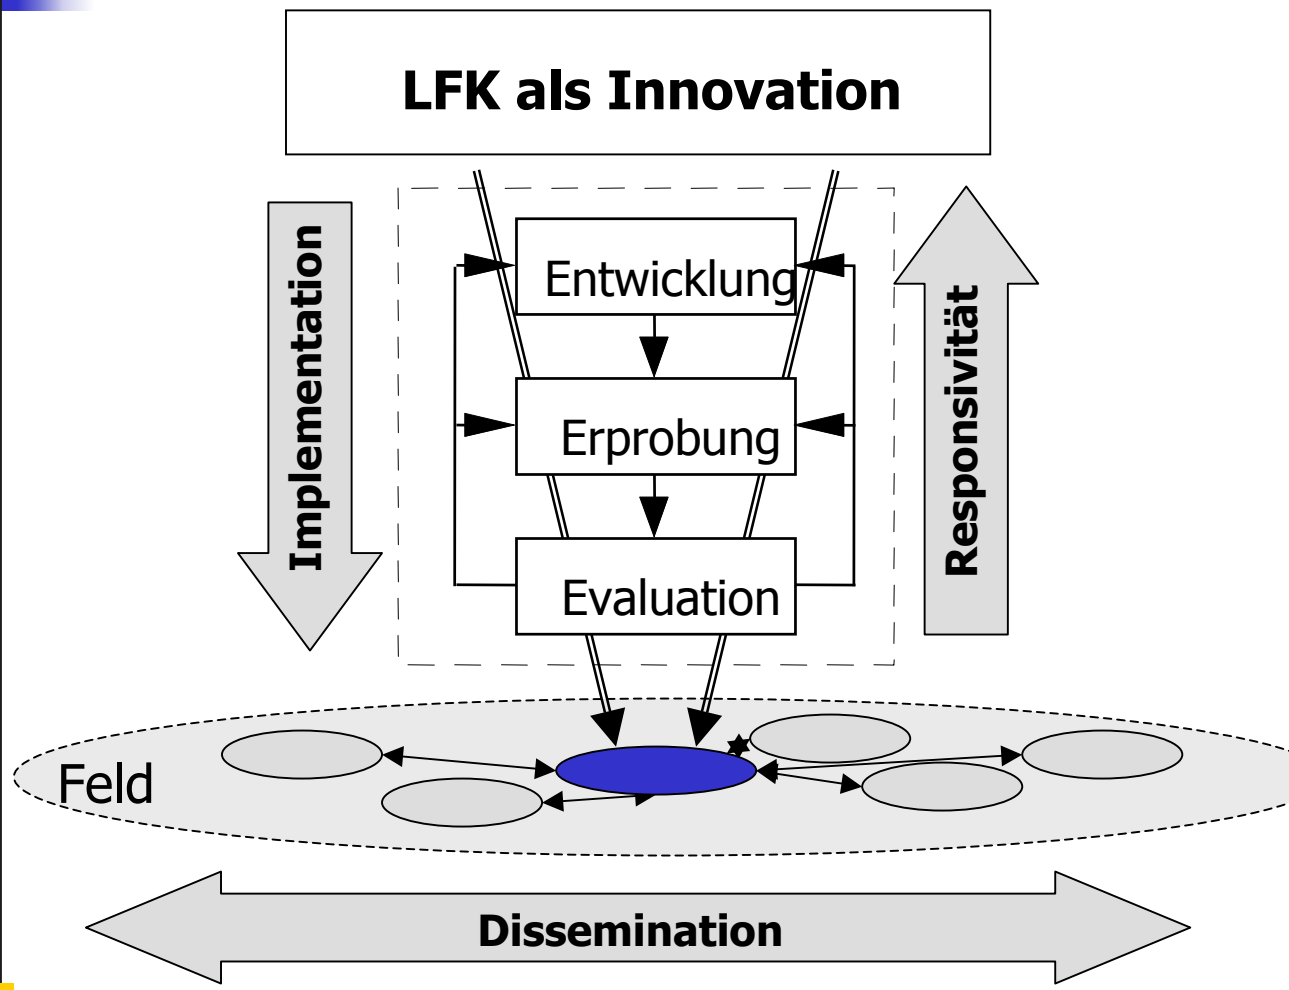 LFK als Innovation
Implementation
Entwicklung
Erprobung
Evaluation
Responsivität
Feld
Dissemination